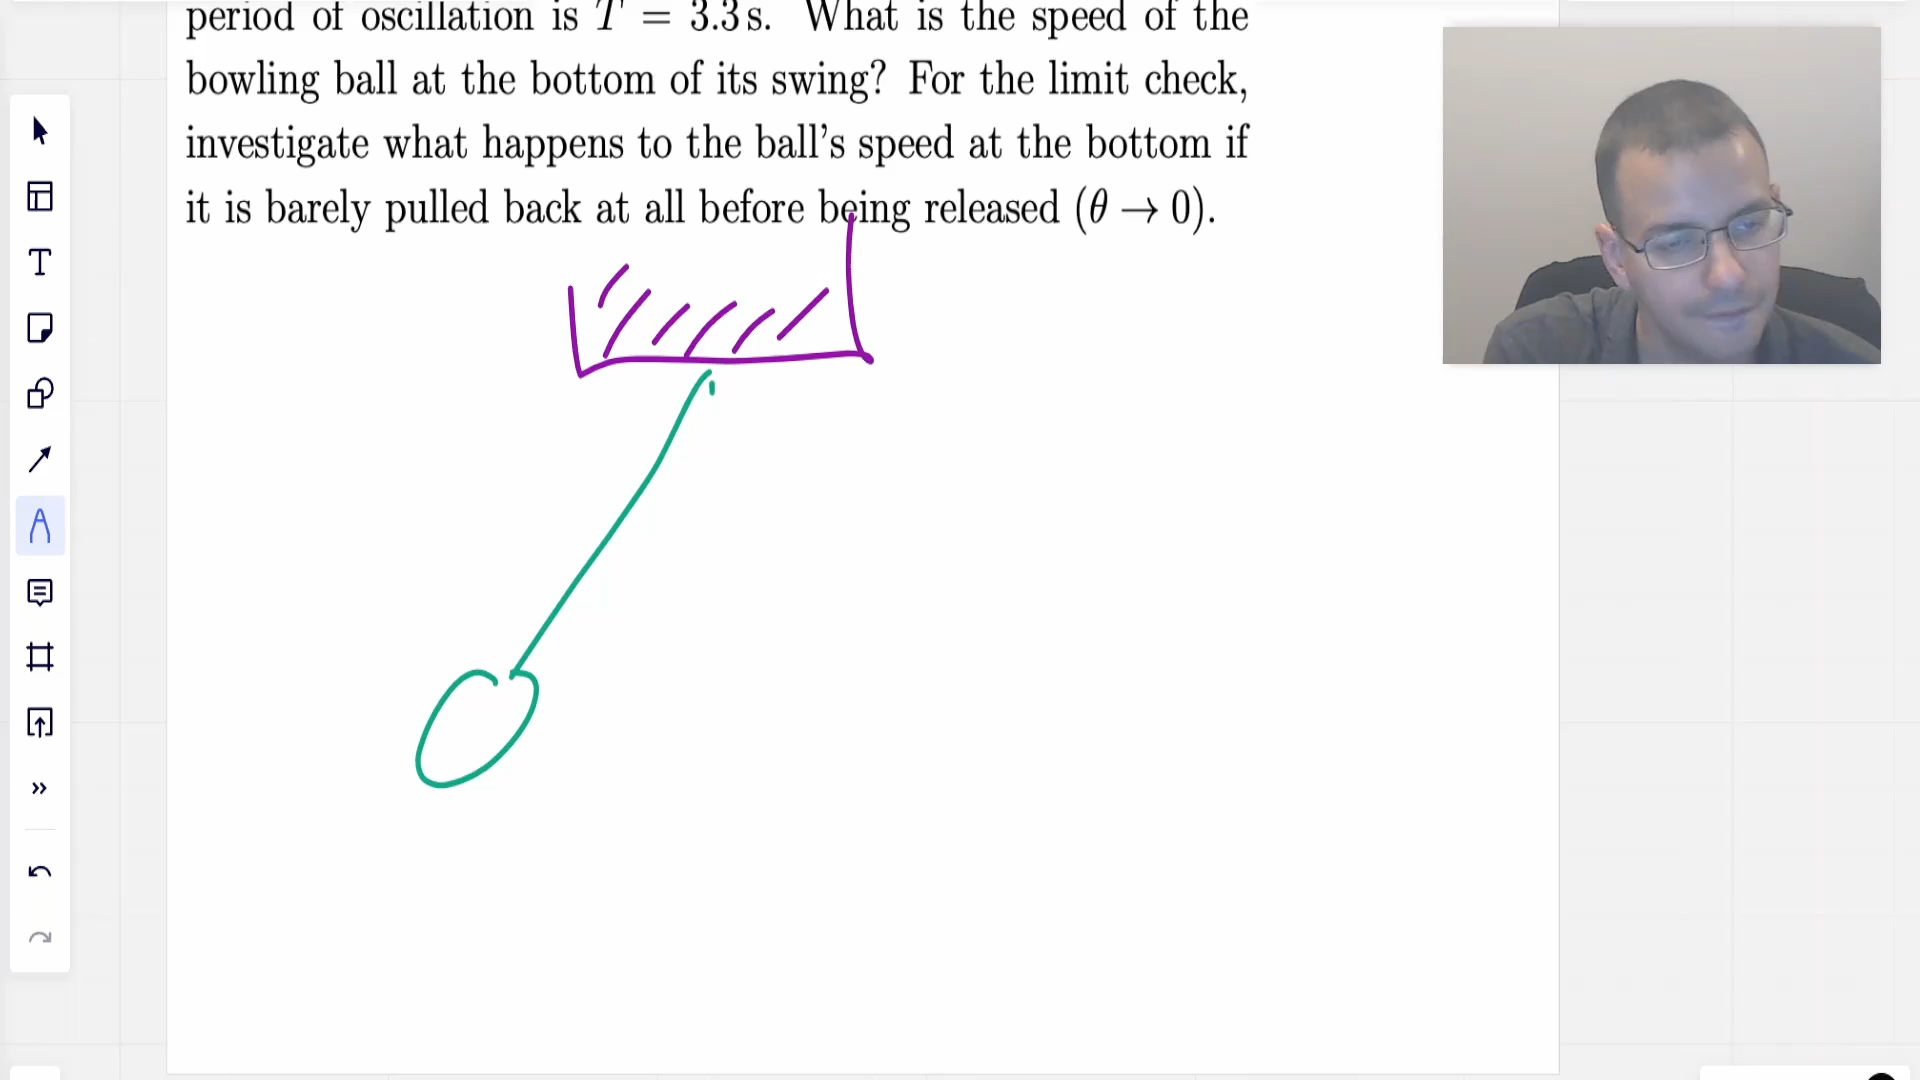 period of oscillation is T = 3.3 s. What is the speed of the
bowling ball at the bottom of its swing? For the limit check,
investigate what happens to the ball's speed at the bottom if
it is barely pulled back at all before being released (θ → 0).